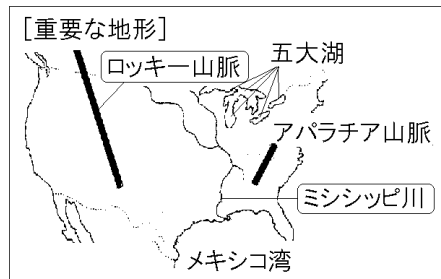 [重要な地形]
ロッキー山脈
五大湖
アパラチア山脈
ミシシッピ川
メキシコ湾